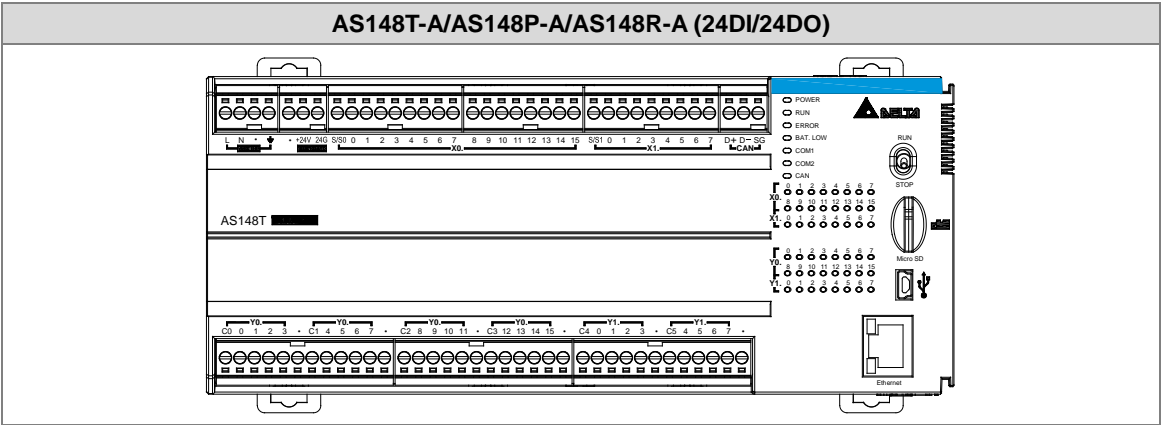 AS148T-A/AS148P-A/AS148R-A (24DI/24DO)
POWER
RUN
ERROR
BAT. LOW
COM1
COM2
CAN
DELTA
RUN
STOP
L N • • +24V 24G S/S0 0 1 2 3 4 5 6 7 8 9 10 11 12 13 14 15 S/S1 0 1 2 3 4 5 6 7 D+ D- SG
X0. X1. CAN
0 1 2 3 4 5 6 7
X0.
8 9 10 11 12 13 14 15
X1. 0 1 2 3 4 5 6 7
AS148T
Micro SD
0 1 2 3 4 5 6 7
Y0.
8 9 10 11 12 13 14 15
Y1. 0 1 2 3 4 5 6 7
Y0. Y0. Y0. Y0. Y1. Y1.
C0 0 1 2 3 • C1 4 5 6 7 • C2 8 9 10 11 • C3 12 13 14 15 • C4 0 1 2 3 • C5 4 5 6 7 •
Ethernet